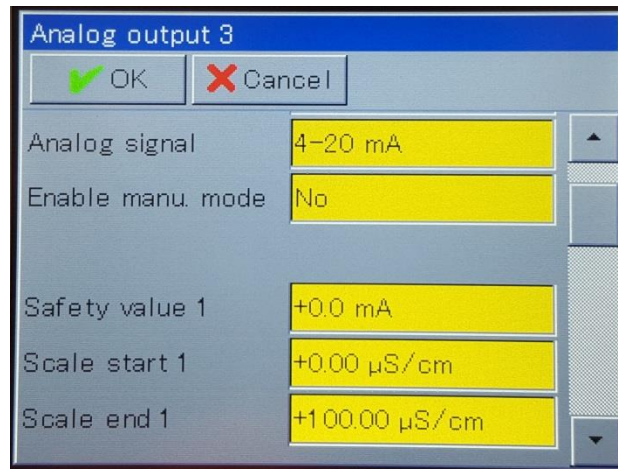 Analog output 3
OK Cancel
Analog signal 4-20 mA
Enable manu. mode No
Safety value 1 +0.0 mA
Scale start 1 +0.00 µS/cm
Scale end 1 +100.00 µS/cm